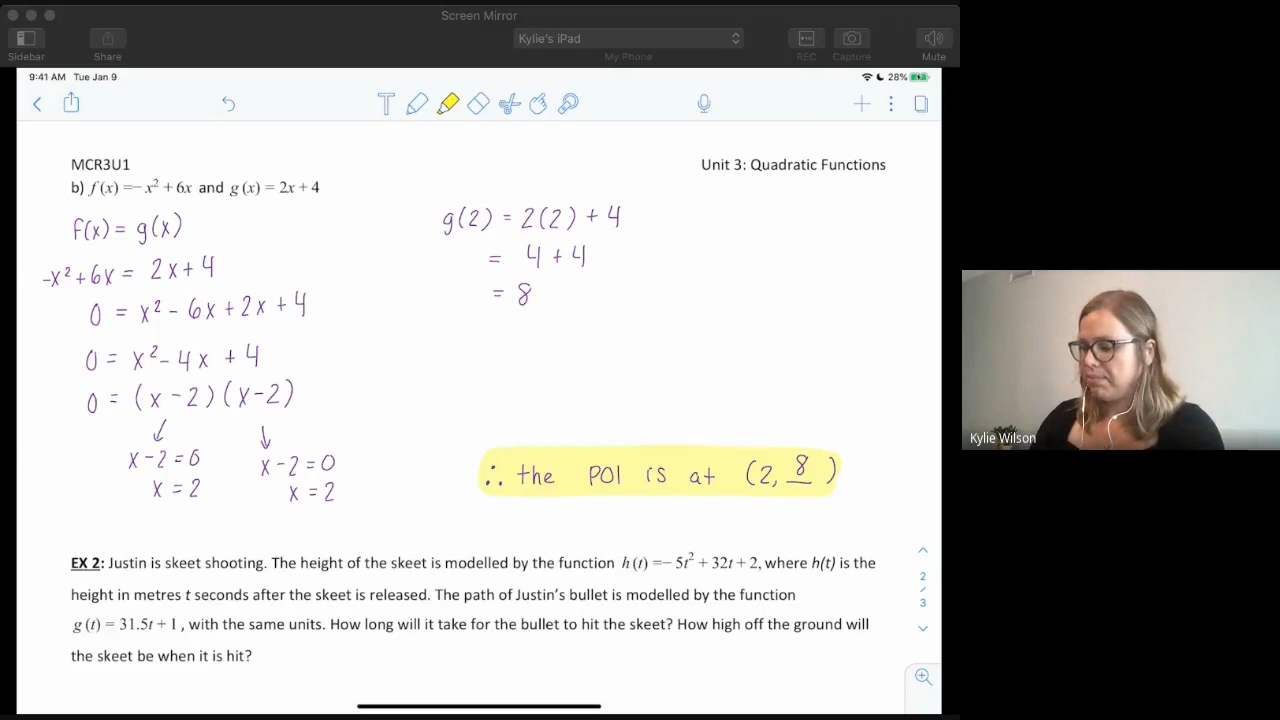 Screen Mirror
Sidebar
Share
Kylie's iPad
My Phone
REC
Capture
Mute
9:41 AM Tue Jan 9
28%
MCR3U1
Unit 3: Quadratic Functions
b) f (x) =− x² + 6x and g (x) = 2x + 4
f(x) = g(x)
-x² + 6x = 2x + 4
0 = x² - 6x + 2x + 4
0 = x² - 4x + 4
0 = (x - 2)(x - 2)
x - 2 = 0
x = 2
x - 2 = 0
x = 2
g(2) = 2(2) + 4
= 4 + 4
= 8
∴ the POI is at (2, 8)
EX 2: Justin is skeet shooting. The height of the skeet is modelled by the function h (t) =− 5t² + 32t + 2, where h(t) is the
height in metres t seconds after the skeet is released. The path of Justin's bullet is modelled by the function
g (t) = 31.5t + 1 , with the same units. How long will it take for the bullet to hit the skeet? How high off the ground will
the skeet be when it is hit?
2
/
3
Kylie Wilson